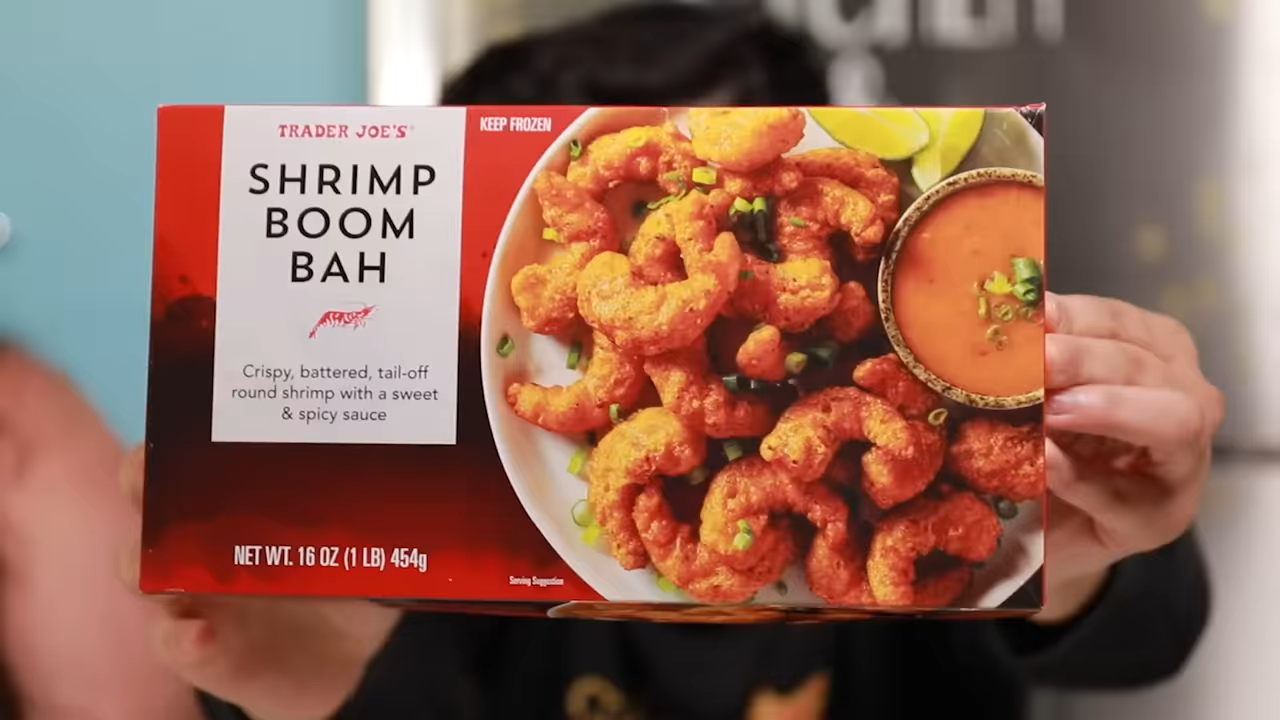 TRADER JOE'S
SHRIMP
BOOM
BAH
Crispy, battered, tail-off
round shrimp with a sweet
& spicy sauce
NET WT. 16 OZ (1 LB) 454g
KEEP FROZEN
Serving Suggestion